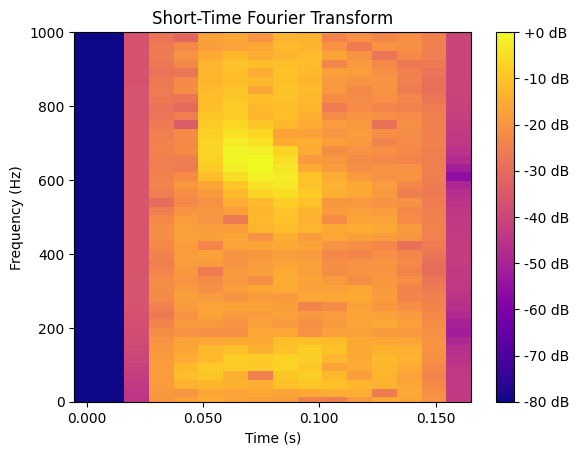 Short-Time Fourier Transform
1000
800
600
400
200
0
Frequency (Hz)
0.000
0.050
0.100
0.150
Time (s)
+0 dB
-10 dB
-20 dB
-30 dB
-40 dB
-50 dB
-60 dB
-70 dB
-80 dB